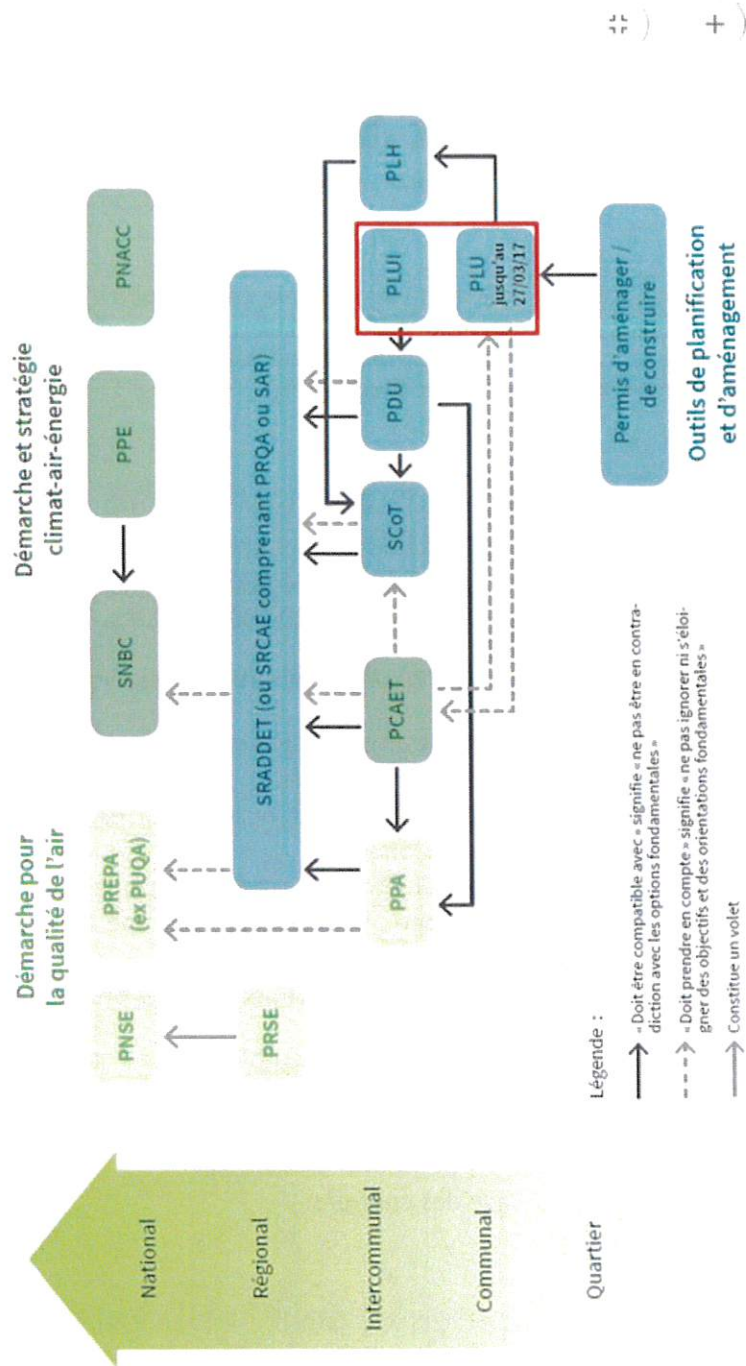 Démarche pour
la qualité de l'air
Démarche et stratégie
climat-air-énergie
National
PNSE
PREPA
(ex PUQA)
SNBC
PPE
PNACC
Régional
PRSE
SRADDET (ou SRCAE comprenant PRQA ou SAR)
Intercommunal
PPA
PCAET
SCoT
PDU
PLUI
PLH
Communal
PLU
jusqu'au
27/03/17
Quartier
Permis d'aménager /
de construire
Outils de planification
et d'aménagement
Légende :
« Doit être compatible avec » signifie « ne pas être en contra-
diction avec les options fondamentales »
« Doit prendre en compte » signifie « ne pas ignorer ni s'éloi-
gner des objectifs et des orientations fondamentales »
Constitue un volet